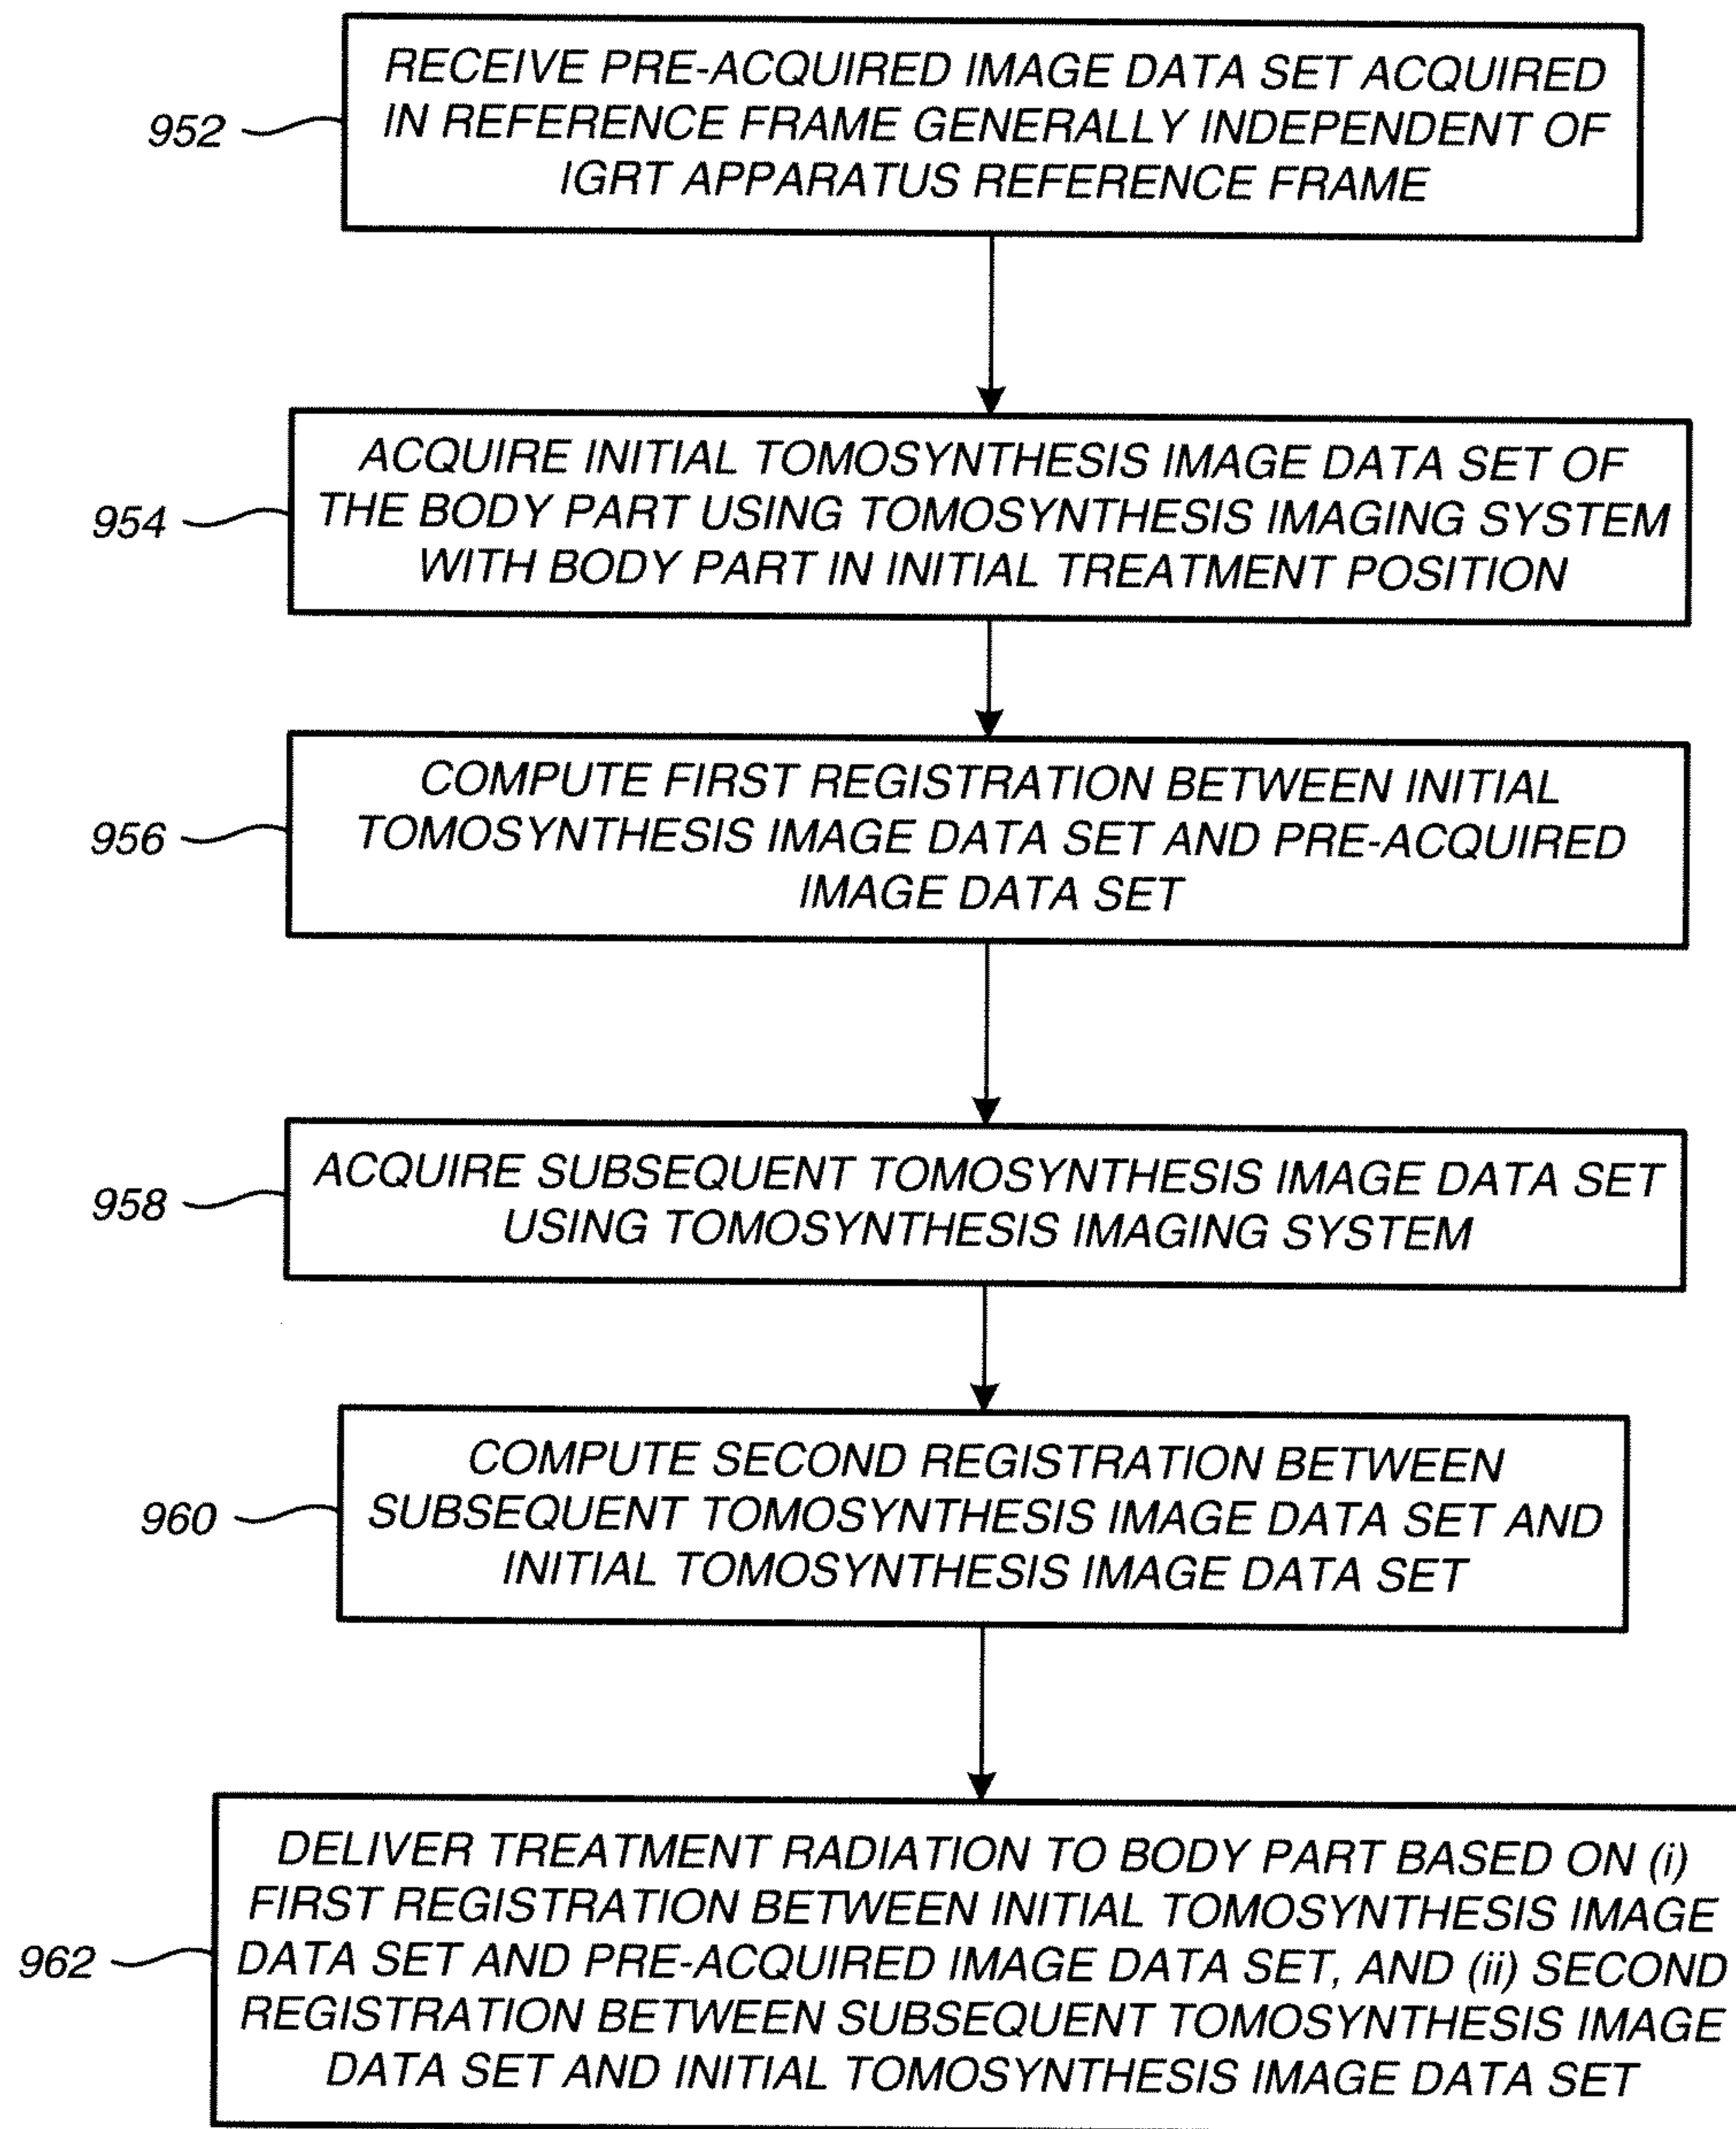 RECEIVE PRE-ACQUIRED IMAGE DATA SET ACQUIRED
IN REFERENCE FRAME GENERALLY INDEPENDENT OF
IGRT APPARATUS REFERENCE FRAME
952
ACQUIRE INITIAL TOMOSYNTHESIS IMAGE DATA SET OF
THE BODY PART USING TOMOSYNTHESIS IMAGING SYSTEM
WITH BODY PART IN INITIAL TREATMENT POSITION
954
COMPUTE FIRST REGISTRATION BETWEEN INITIAL
TOMOSYNTHESIS IMAGE DATA SET AND PRE-ACQUIRED
IMAGE DATA SET
956
ACQUIRE SUBSEQUENT TOMOSYNTHESIS IMAGE DATA SET
USING TOMOSYNTHESIS IMAGING SYSTEM
958
COMPUTE SECOND REGISTRATION BETWEEN
SUBSEQUENT TOMOSYNTHESIS IMAGE DATA SET AND
INITIAL TOMOSYNTHESIS IMAGE DATA SET
960
DELIVER TREATMENT RADIATION TO BODY PART BASED ON (i)
FIRST REGISTRATION BETWEEN INITIAL TOMOSYNTHESIS IMAGE
DATA SET AND PRE-ACQUIRED IMAGE DATA SET, AND (ii) SECOND
REGISTRATION BETWEEN SUBSEQUENT TOMOSYNTHESIS IMAGE
DATA SET AND INITIAL TOMOSYNTHESIS IMAGE DATA SET
962